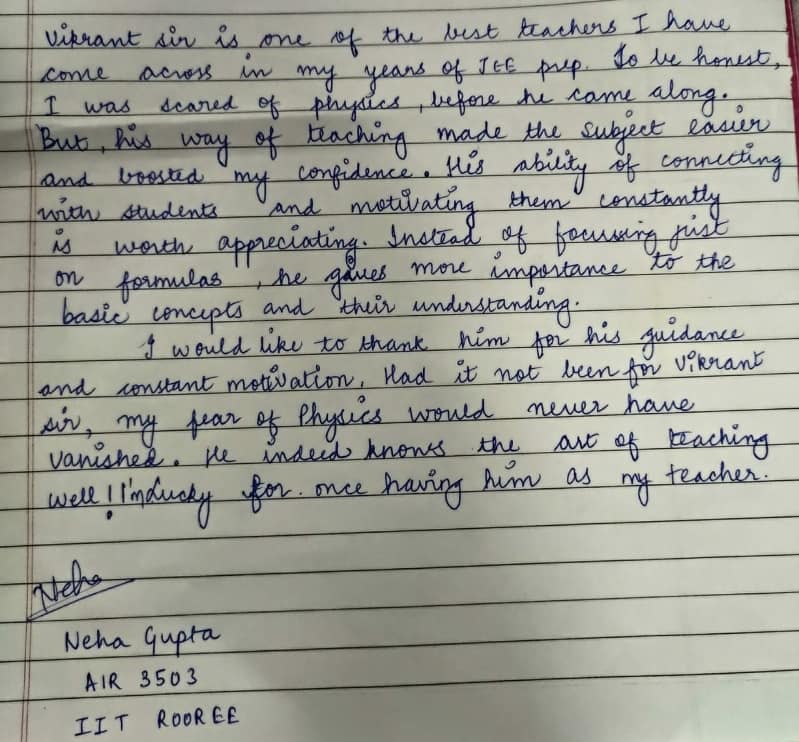 Vikrant sir is one of the best teachers I have
come across in my years of JEE prep. To be honest,
I was scared of physics, before he came along.
But, his way of teaching made the subject easier
and boosted my confidence. His ability of connecting
with students and motivating them constantly
is worth appreciating. Instead of focussing just
on formulas, he gives more importance to the
basic concepts and their understanding.
I would like to thank him for his guidance
and constant motivation. Had it not been for Vikrant
sir, my fear of Physics would never have
vanished. He indeed knows the art of teaching
well! I'm lucky for once having him as my teacher.
Neha
Neha Gupta
AIR 3503
IIT ROOREE